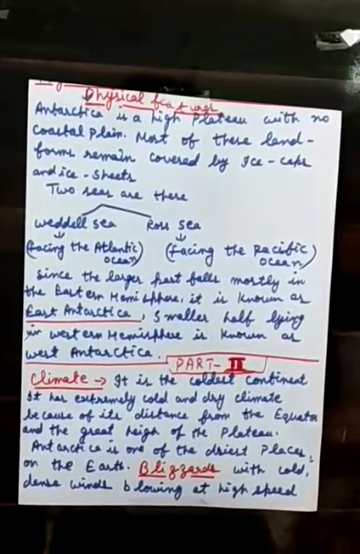 Physical features
Antarctica is a high Plateau with no
Coastal Plain. Most of these land-
forms remain covered by Ice-caps
and ice-sheets
Two seas are there
weddell sea Ross sea
(facing the Atlantic ocean) (facing the pacific ocean)
Since the larger part falls mostly in
the Eastern Hemisphere, it is known as
East Antarctica, Smaller half lying
in western Hemisphere is known as
west Antarctica.
PART-II
Climate → It is the coldest continent
It has extremely cold and dry climate
because of its distance from the Equator
and the great heigh of the Plateau.
Antarctica is one of the driest Places
on the Earth. Blizzards with cold,
dense winds blowing at high speed